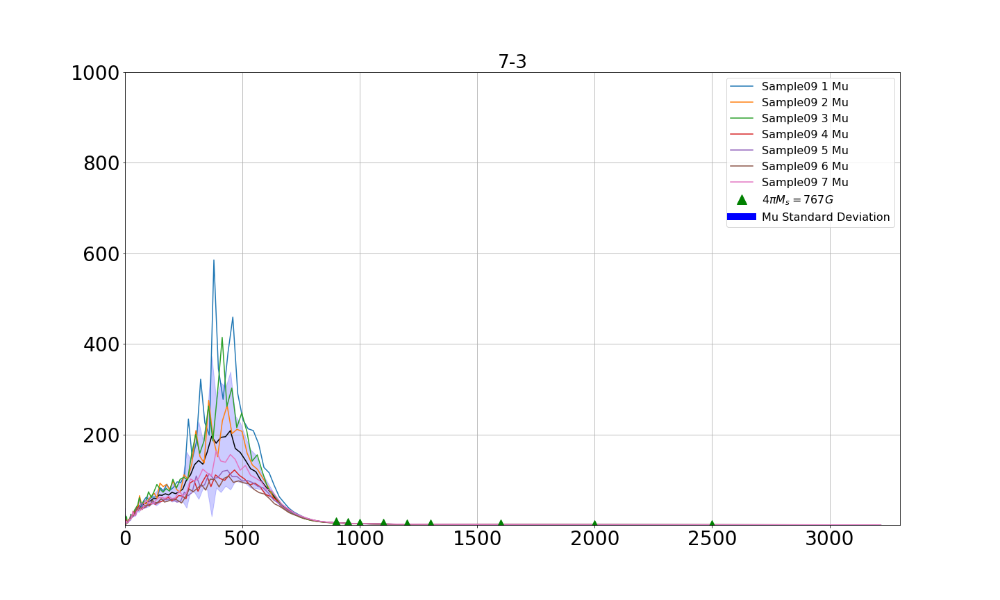 7-3
1000
800
600
400
200
0
500
1000
1500
2000
2500
3000
Sample09 1 Mu
Sample09 2 Mu
Sample09 3 Mu
Sample09 4 Mu
Sample09 5 Mu
Sample09 6 Mu
Sample09 7 Mu
4πMₛ = 767G
Mu Standard Deviation